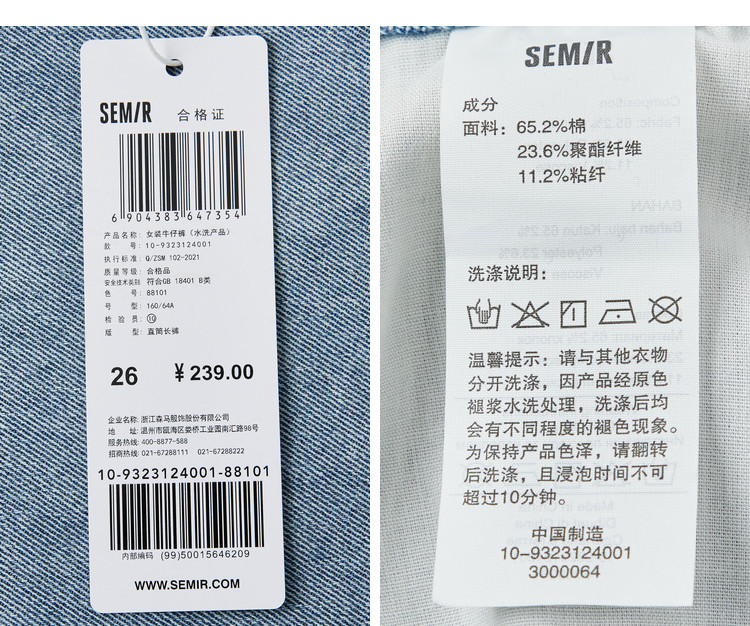 SEMIR 合格证
6 904383 647354
产品名称: 女装牛仔裤 (水洗产品)
款 号: 10-9323124001
执行标准: Q/ZSM 102-2021
质量等级: 合格品
安全技术类别 符合GB 18401 B类
色 号: 88101
号 型: 160/64A
检 验 员: 10
版 型: 直筒长裤
26 ¥ 239.00
企业名称: 浙江森马服饰股份有限公司
地 址: 温州市瓯海区娄桥工业园南汇路98号
服务热线: 400-8877-588
招商热线: 021-67288111 021-67288222
10-9323124001-88101
内部编码 (99)50015646209
WWW.SEMIR.COM
SEMIR
成分
面料: 65.2%棉
23.6%聚酯纤维
11.2%粘纤
洗涤说明:
温馨提示: 请与其他衣物
分开洗涤, 因产品经原色
褪浆水洗处理, 洗涤后均
会有不同程度的褪色现象。
为保持产品色泽, 请翻转
后洗涤, 且浸泡时间不可
超过10分钟。
中国制造
10-9323124001
3000064